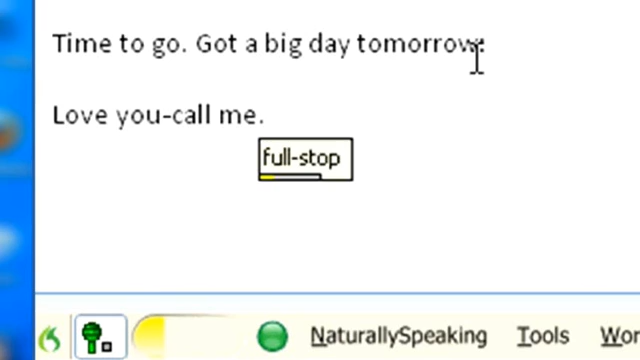 Time to go. Got a big day tomorrow.
Love you-call me.
full-stop
NaturallySpeaking Tools